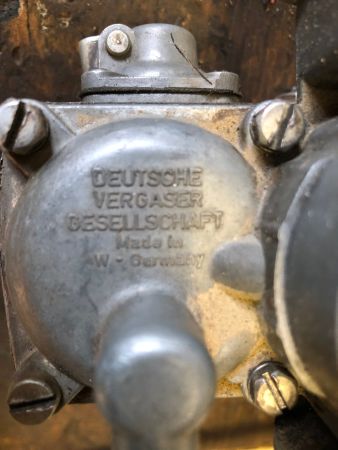 DEUTSCHE
VERGASER
GESELLSCHAFT
Made in
W-Germany